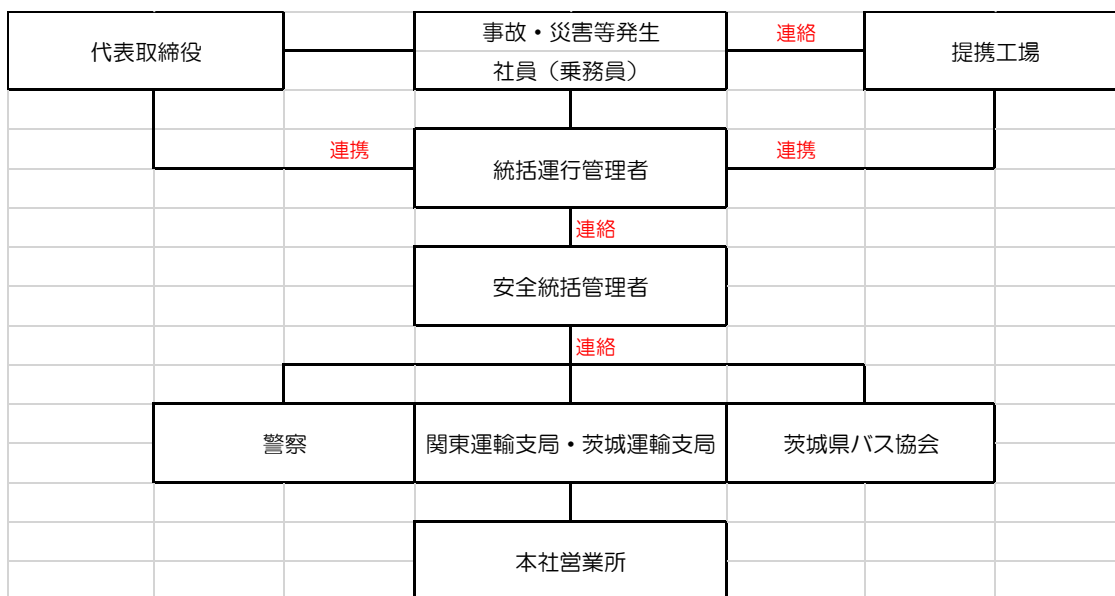 事故・災害等発生
連絡
代表取締役
提携工場
社員（乗務員）
連携
連携
統括運行管理者
連絡
安全統括管理者
連絡
警察
関東運輸支局・茨城運輸支局
茨城県バス協会
本社営業所